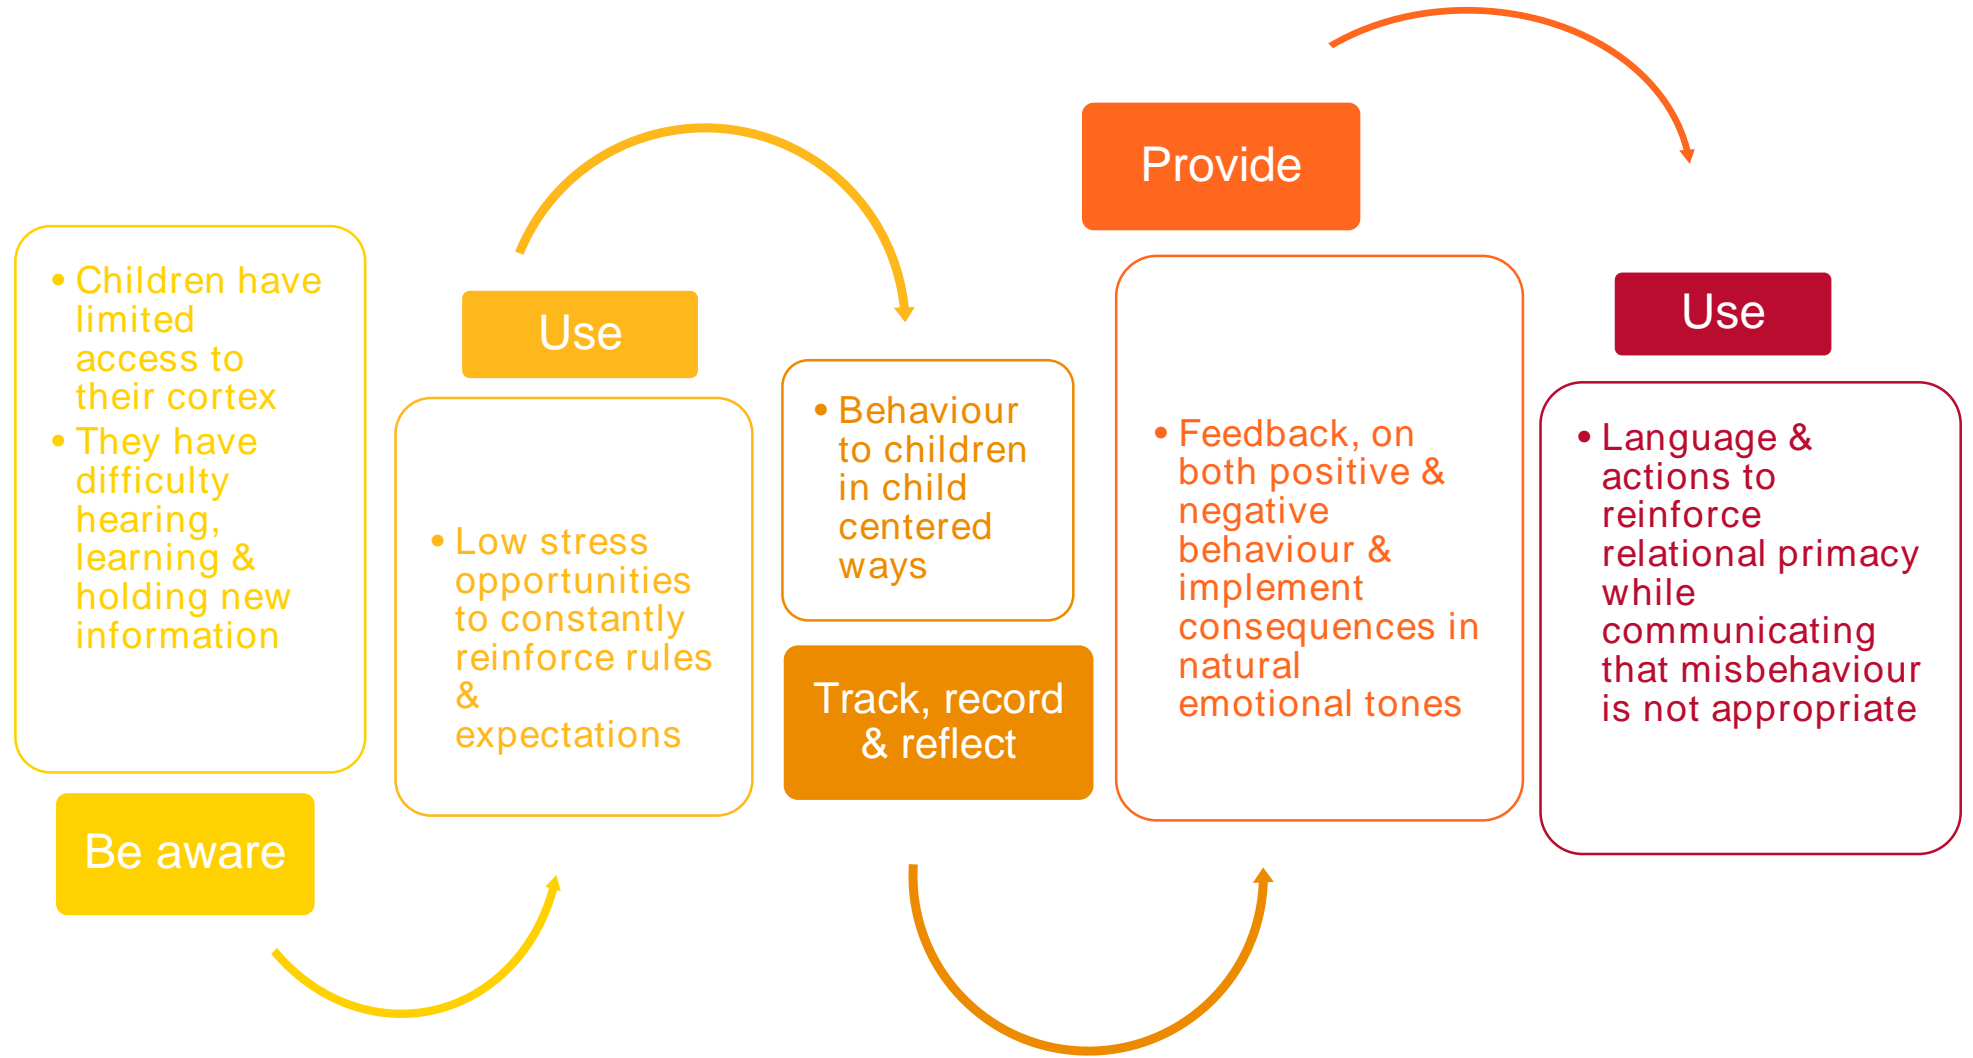 • Children have
limited
access to
their cortex
• They have
difficulty
hearing,
learning &
holding new
information
Be aware
Use
• Low stress
opportunities
to constantly
reinforce rules
&
expectations
• Behaviour
to children
in child
centered
ways
Track, record
& reflect
Provide
• Feedback, on
both positive &
negative
behaviour &
implement
consequences in
natural
emotional tones
Use
• Language &
actions to
reinforce
relational primacy
while
communicating
that misbehaviour
is not appropriate